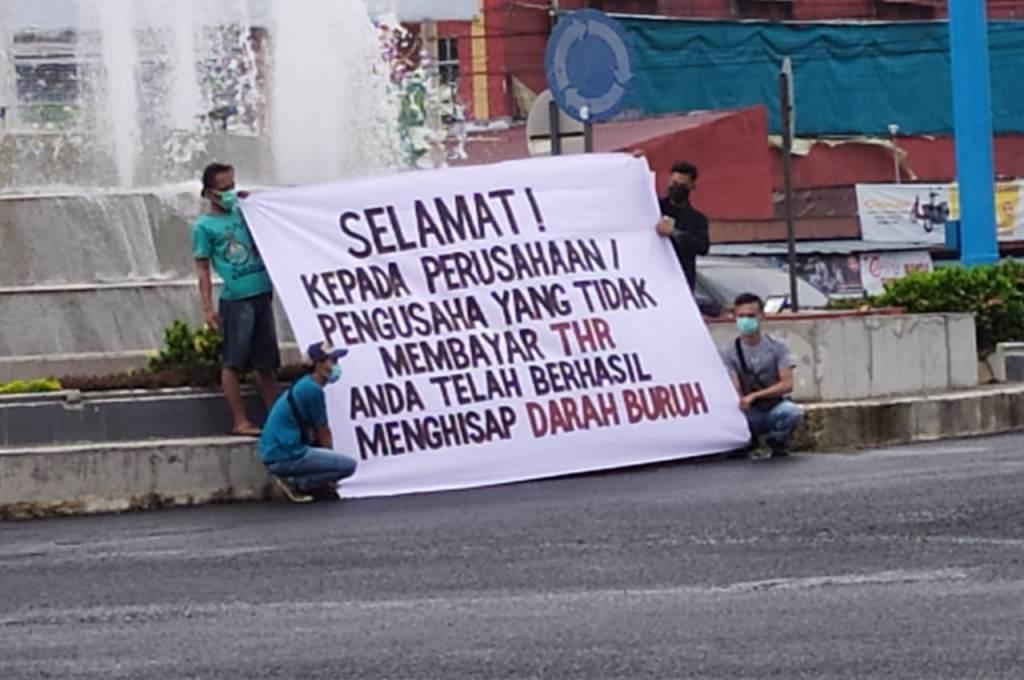 SELAMAT!
KEPADA PERUSAHAAN /
PENGUSAHA YANG TIDAK
MEMBAYAR THR
ANDA TELAH BERHASIL
MENGHISAP DARAH BURUH